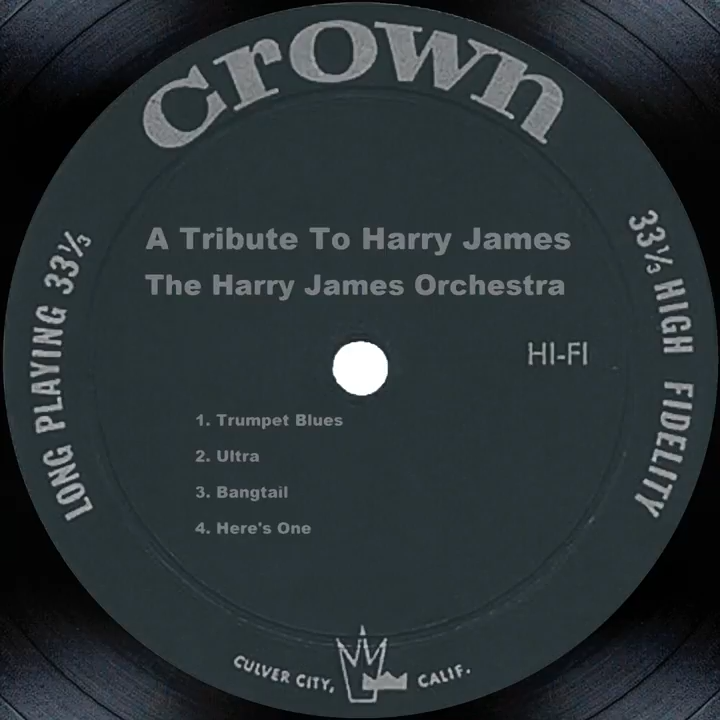 crown
A Tribute To Harry James
The Harry James Orchestra
LONG PLAYING 33⅓
33⅓ HIGH FIDELITY
HI-FI
1. Trumpet Blues
2. Ultra
3. Bangtail
4. Here's One
CULVER CITY, CALIF.